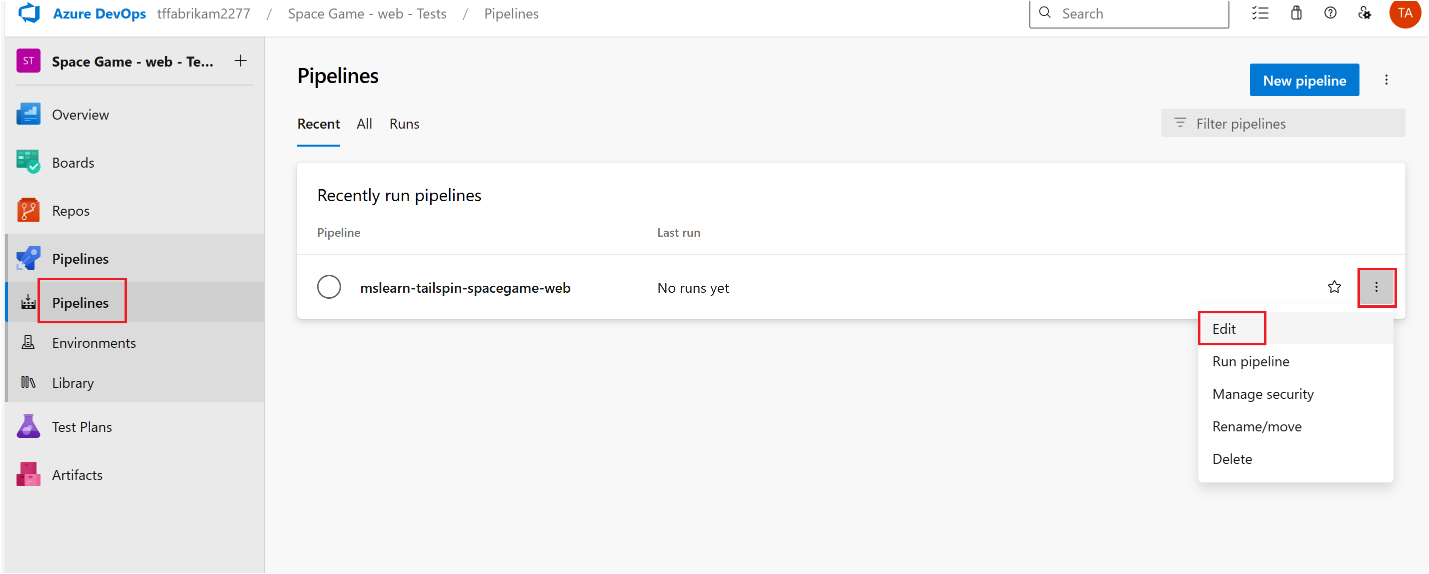 Azure DevOps tffabrikam2277 / Space Game - web - Tests / Pipelines
Search
TA
ST Space Game - web - Te... +
Overview
Boards
Repos
Pipelines
Pipelines
Environments
Library
Test Plans
Artifacts
Pipelines
New pipeline
Recent All Runs
Filter pipelines
Recently run pipelines
Pipeline Last run
mslearn-tailspin-spacegame-web No runs yet
Edit
Run pipeline
Manage security
Rename/move
Delete